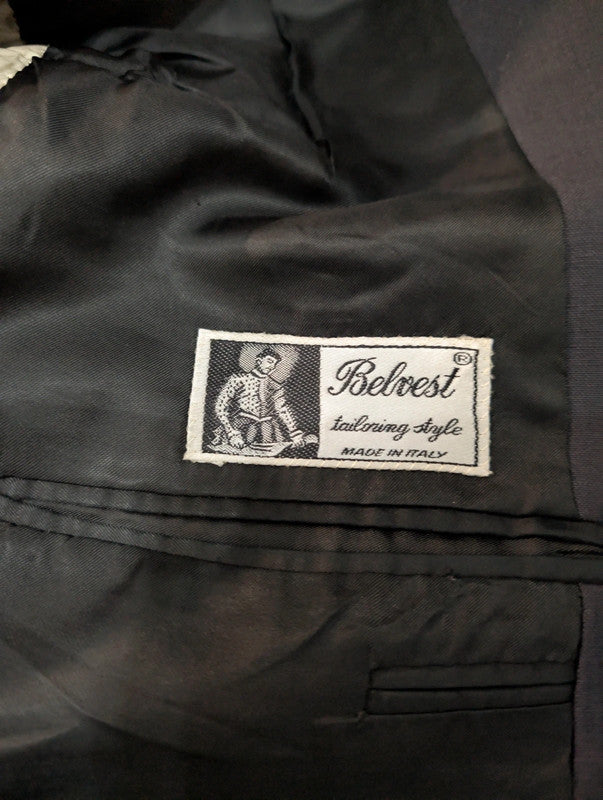 Belvest ®
tailoring style
MADE IN ITALY